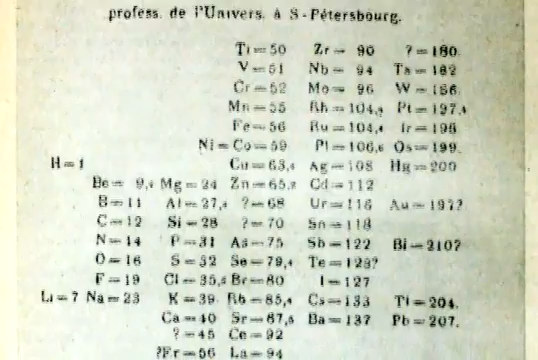 profess. de l'Univers. à S-Pétersbourg.
Ti=50 Zr= 90 ?=180.
V=51 Nb= 94 Ta=182
Cr=52 Mo= 96 W=186.
Mn=55 Rh=104,4 Pt=197,4
Fe=56 Ru=104,4 Ir=198
Ni=Co=59 Pl=106,6 Os=199.
H=1 Cu=63,4 Ag=108 Hg=200
Be= 9,4 Mg=24 Zn=65,2 Cd=112
B=11 Al=27,4 ?=68 Ur=116 Au=197?
C=12 Si=28 ?=70 Sn=118
N=14 P=31 As=75 Sb=122 Bi=210?
O=16 S=32 Se=79,4 Te=128?
F=19 Cl=35,5 Br=80 I=127
Li=7 Na=23 K=39 Rb=85,4 Cs=133 Tl=204.
Ca=40 Sr=87,6 Ba=137 Pb=207.
?=45 Ce=92
?Er=56 La=94